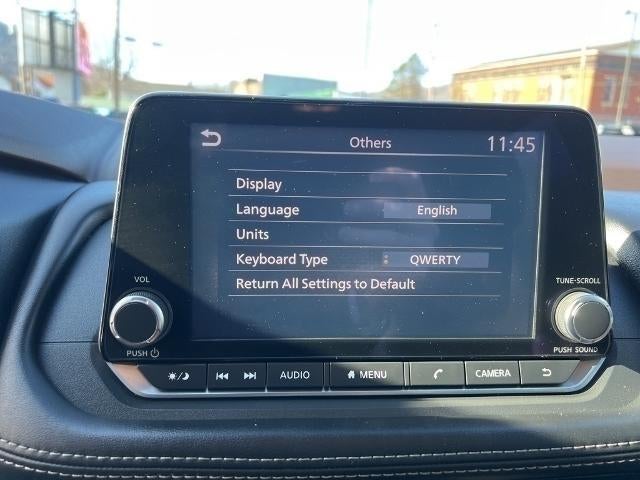 Others 11:45
Display
Language English
Units
Keyboard Type QWERTY
Return All Settings to Default
VOL
TUNE·SCROLL
PUSH
PUSH SOUND
AUDIO MENU CAMERA